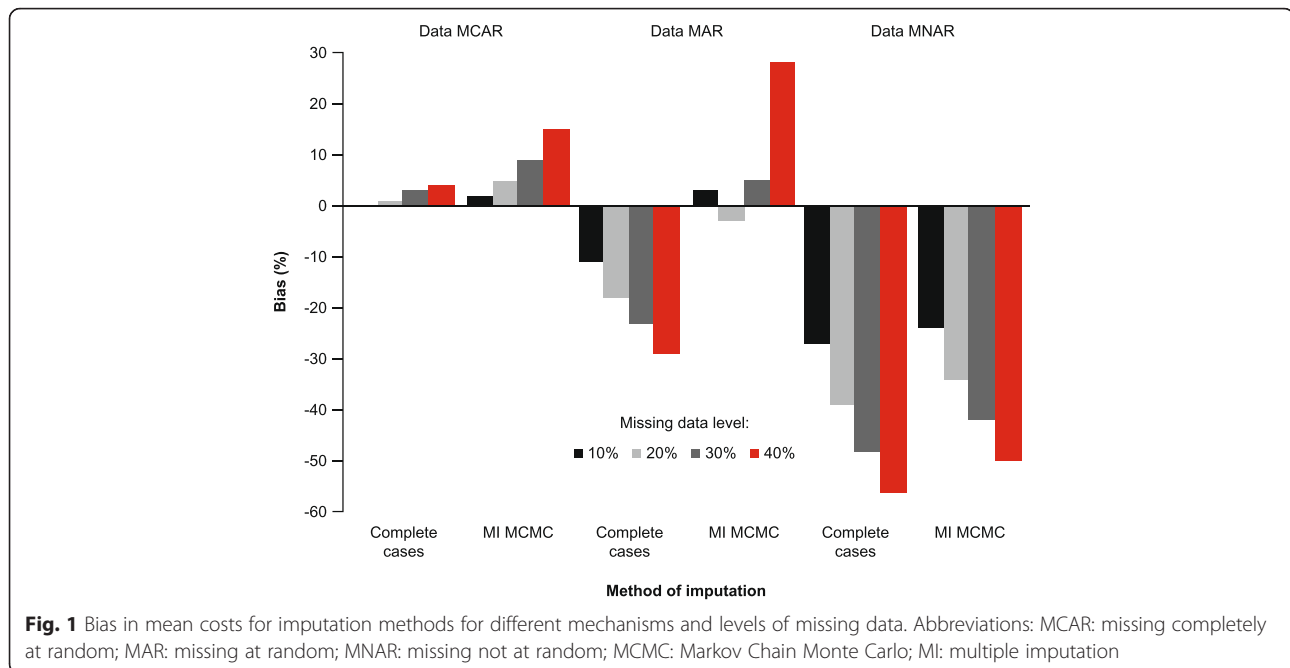 Data MCAR Data MAR Data MNAR
30
20
10
0
-10
-20
-30
-40
-50
-60
Bias (%)
Missing data level:
10% 20% 30% 40%
Complete cases MI MCMC Complete cases MI MCMC Complete cases MI MCMC
Method of imputation
Fig. 1 Bias in mean costs for imputation methods for different mechanisms and levels of missing data. Abbreviations: MCAR: missing completely
at random; MAR: missing at random; MNAR: missing not at random; MCMC: Markov Chain Monte Carlo; MI: multiple imputation